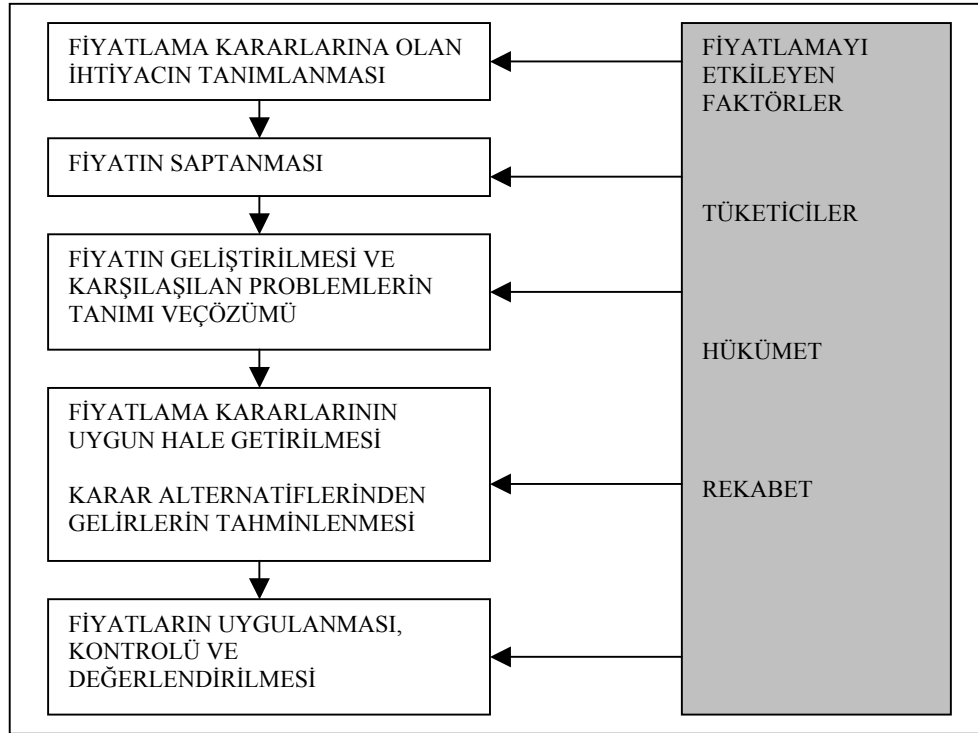 FİYATLAMA KARARLARINA OLAN
İHTİYACIN TANIMLANMASI
FİYATIN SAPTANMASI
FİYATIN GELİŞTİRİLMESİ VE
KARŞILAŞILAN PROBLEMLERİN
TANIMI VEÇÖZÜMÜ
FİYATLAMA KARARLARININ
UYGUN HALE GETİRİLMESİ
KARAR ALTERNATİFLERİNDEN
GELİRLERİN TAHMİNLENMESİ
FİYATLARIN UYGULANMASI,
KONTROLÜ VE
DEĞERLENDİRİLMESİ
FİYATLAMAYI
ETKİLEYEN
FAKTÖRLER
TÜKETİCİLER
HÜKÜMET
REKABET